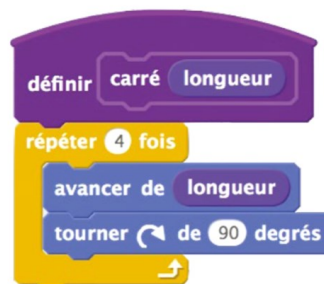 définir carré longueur
répéter 4 fois
avancer de longueur
tourner de 90 degrés